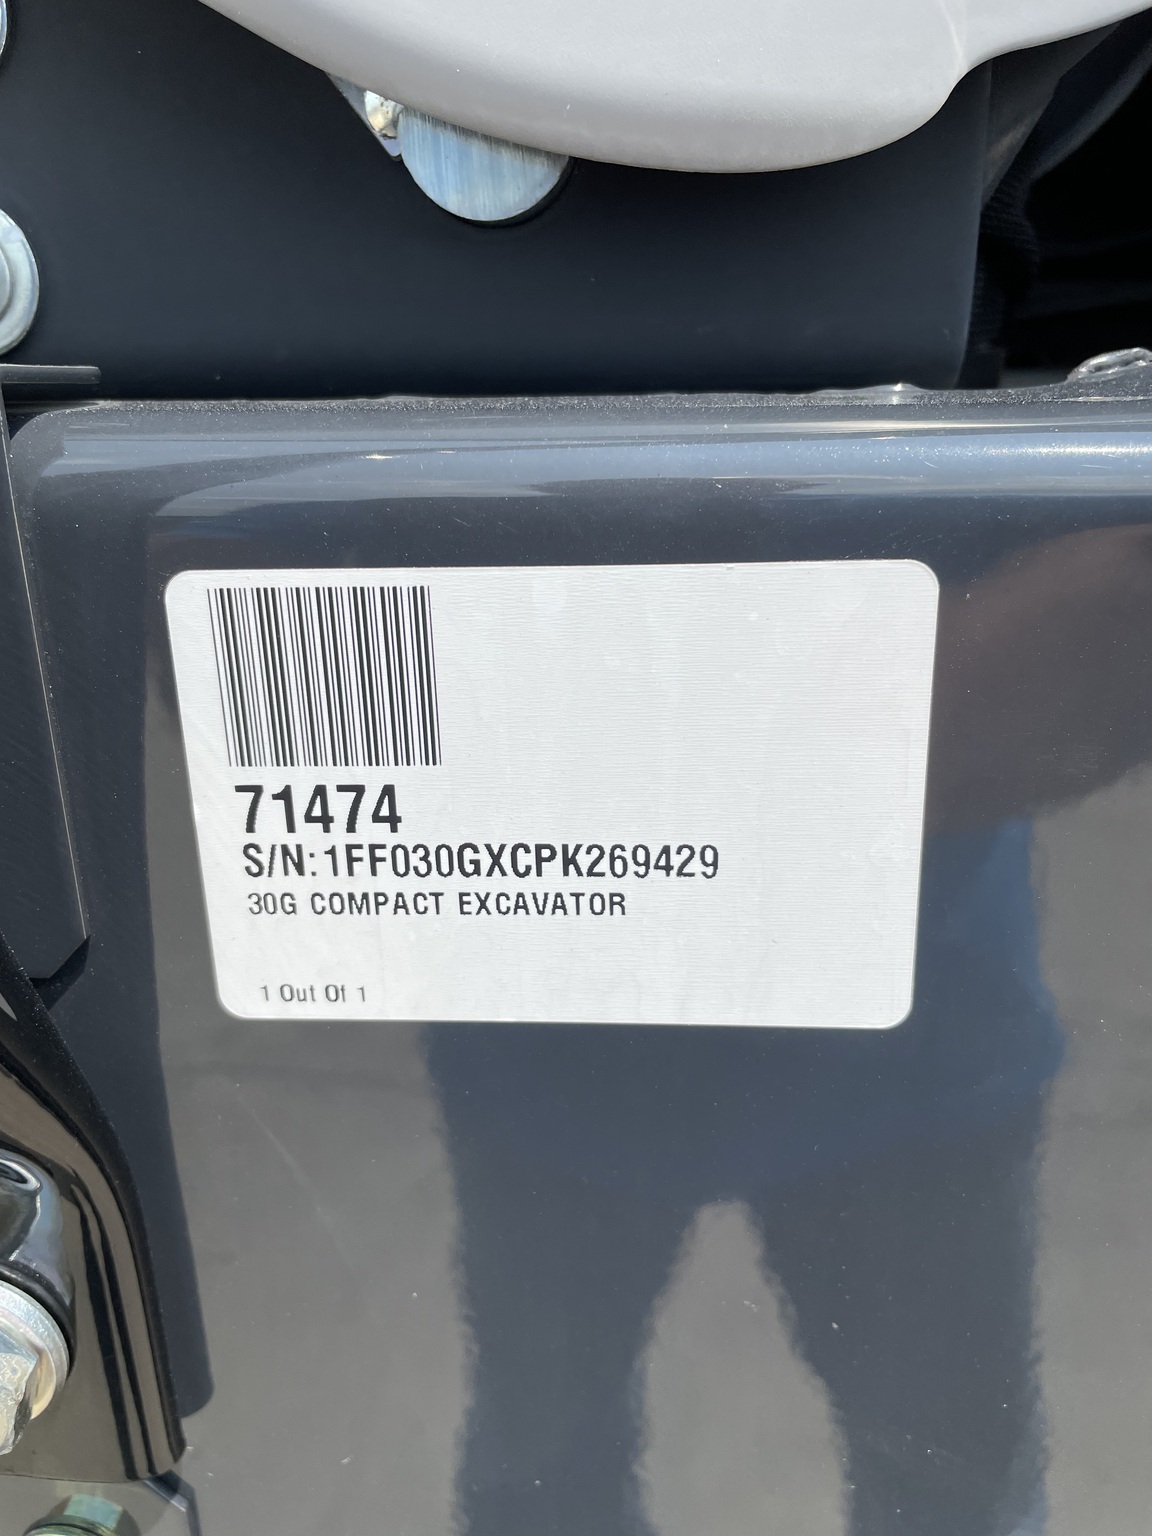 71474
S/N: 1FF030GXCPK269429
30G COMPACT EXCAVATOR
1 Out Of 1